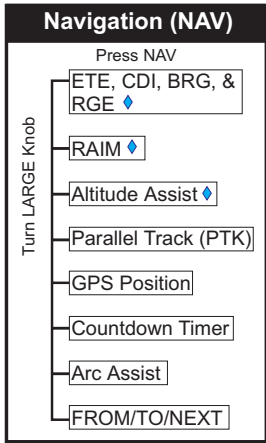 Navigation (NAV)
Press NAV
Turn LARGE Knob
ETE, CDI, BRG, &
RGE
RAIM
Altitude Assist
Parallel Track (PTK)
GPS Position
Countdown Timer
Arc Assist
FROM/TO/NEXT